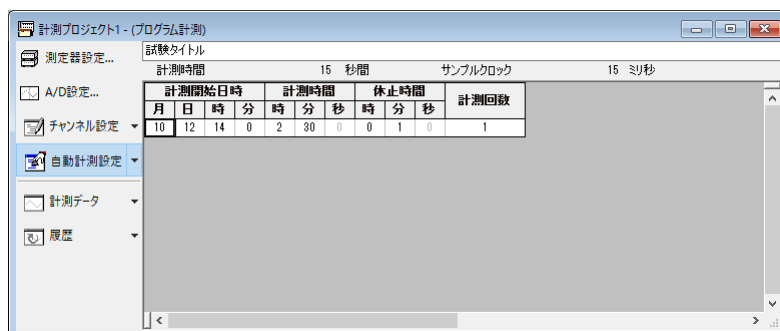 計測プロジェクト1 - (プログラム計測)
測定器設定...
A/D設定...
チャンネル設定
自動計測設定
計測データ
履歴
試験タイトル
計測時間 15 秒間 サンプルクロック 15 ミリ秒
計測開始日時 計測時間 休止時間 計測回数
月 日 時 分 時 分 秒 時 分 秒
10 12 14 0 2 30 0 0 1 0 1